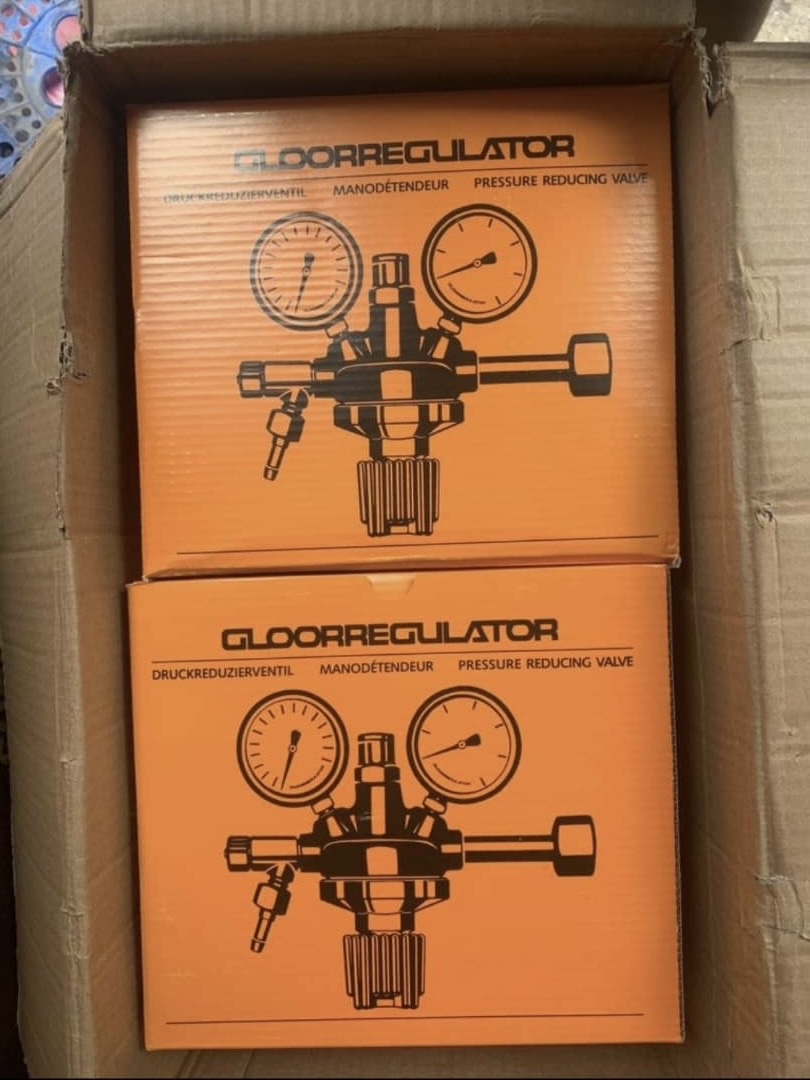 GLOORREGULATOR
DRUCKREDUZIERVENTIL MANODÉTENDEUR PRESSURE REDUCING VALVE
GLOORREGULATOR
DRUCKREDUZIERVENTIL MANODÉTENDEUR PRESSURE REDUCING VALVE